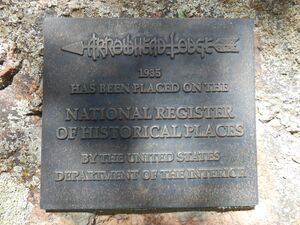 ARROWHEAD LODGE
1935
HAS BEEN PLACED ON THE
NATIONAL REGISTER
OF HISTORICAL PLACES
BY THE UNITED STATES
DEPARTMENT OF THE INTERIOR